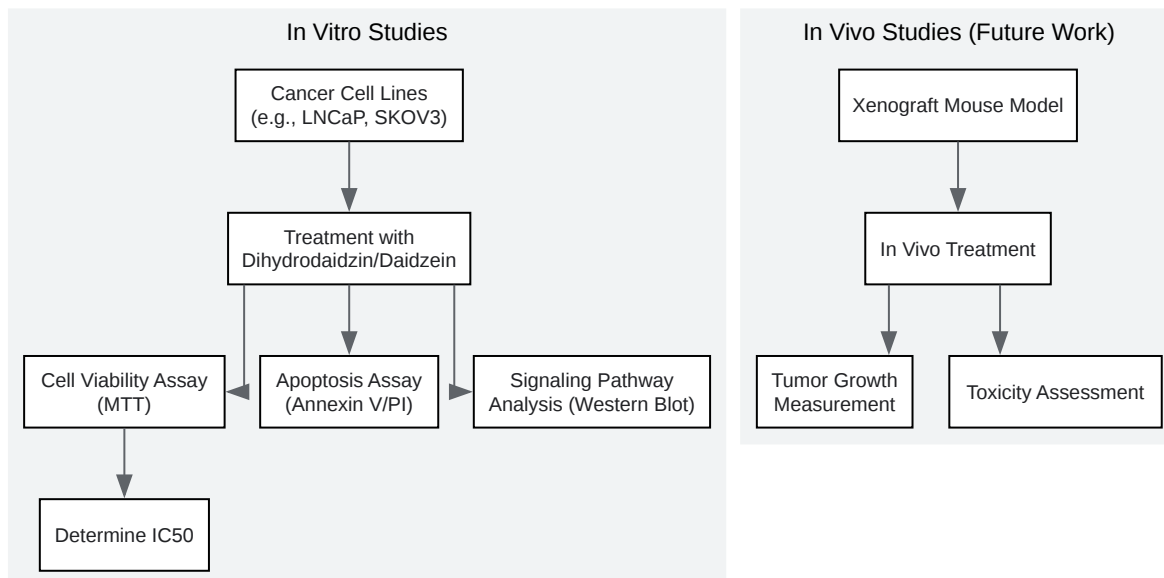 In Vitro Studies
Cancer Cell Lines
(e.g., LNCaP, SKOV3)
Treatment with
Dihydrodaidzin/Daidzein
Cell Viability Assay
(MTT)
Apoptosis Assay
(Annexin V/PI)
Signaling Pathway
Analysis (Western Blot)
Determine IC50
In Vivo Studies (Future Work)
Xenograft Mouse Model
In Vivo Treatment
Tumor Growth
Measurement
Toxicity Assessment